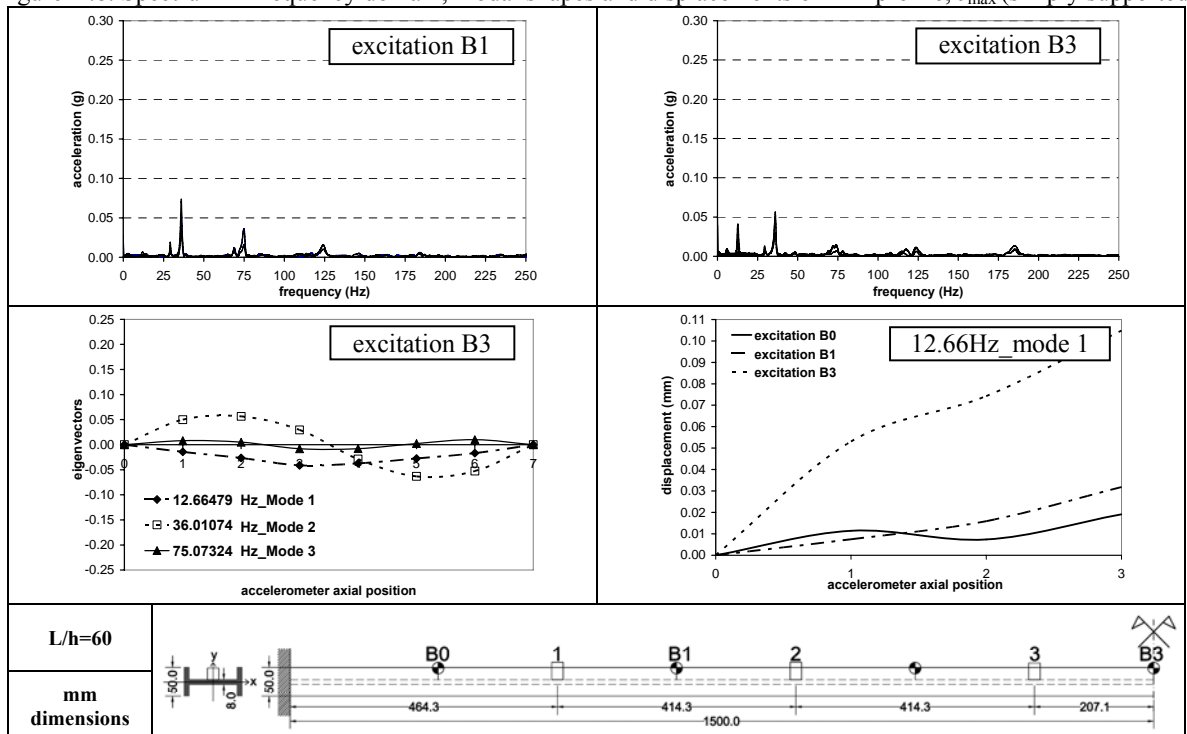 excitation B1
acceleration (g)
0.30
0.25
0.20
0.15
0.10
0.05
0.00
0 25 50 75 100 125 150 175 200 225 250
frequency (Hz)
excitation B3
acceleration (g)
0.30
0.25
0.20
0.15
0.10
0.05
0.00
0 25 50 75 100 125 150 175 200 225 250
frequency (Hz)
excitation B3
eigenvectors
0.25
0.20
0.15
0.10
0.05
0.00
-0.05
-0.10
-0.15
-0.20
-0.25
0 1 2 3 5 6 7
12.66479 Hz_Mode 1
36.01074 Hz_Mode 2
75.07324 Hz_Mode 3
accelerometer axial position
12.66Hz_mode 1
excitation B0
excitation B1
excitation B3
displacement (mm)
0.11
0.10
0.09
0.08
0.07
0.06
0.05
0.04
0.03
0.02
0.01
0.00
0 1 2 3
accelerometer axial position
L/h=60
mm
dimensions
50.0
y
x
8.0
50.0
B0 1 B1 2 3 B3
464.3 414.3 414.3 207.1
1500.0